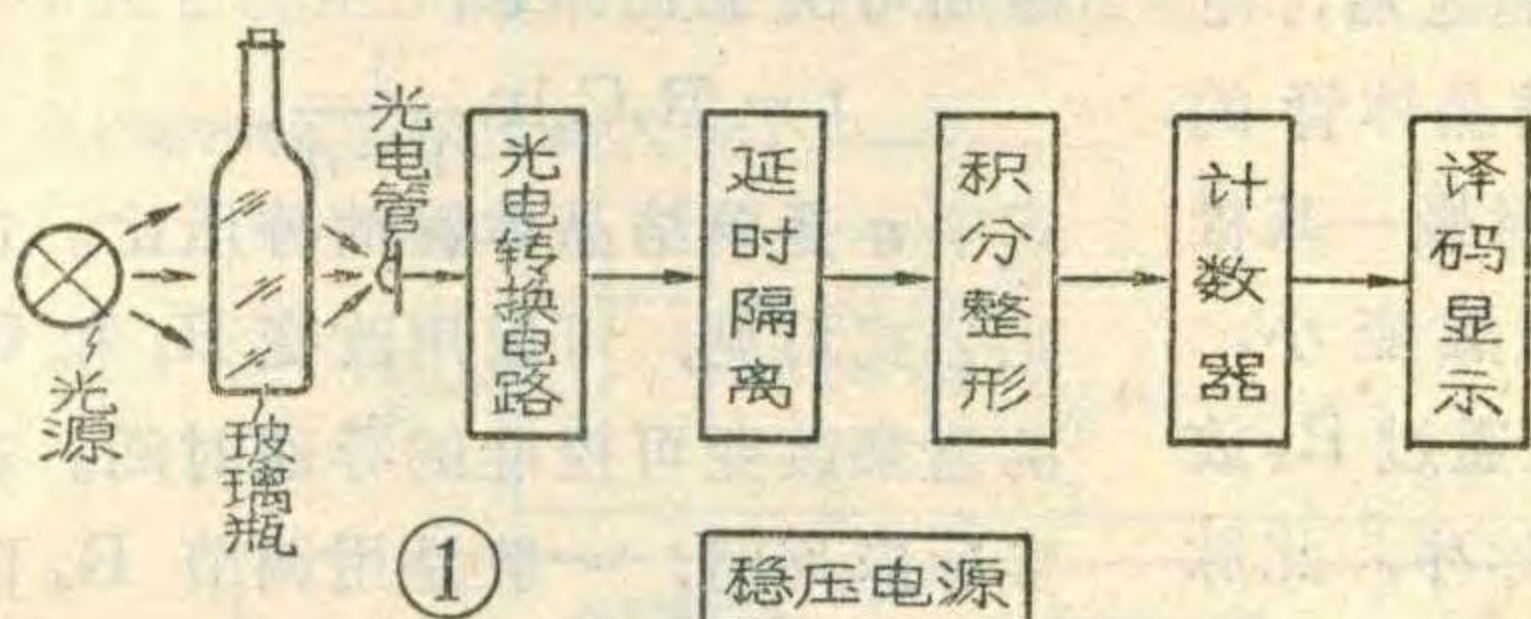 光源
玻璃瓶
光电管
光电转换电路
延时隔离
积分整形
计数器
译码显示
①
稳压电源